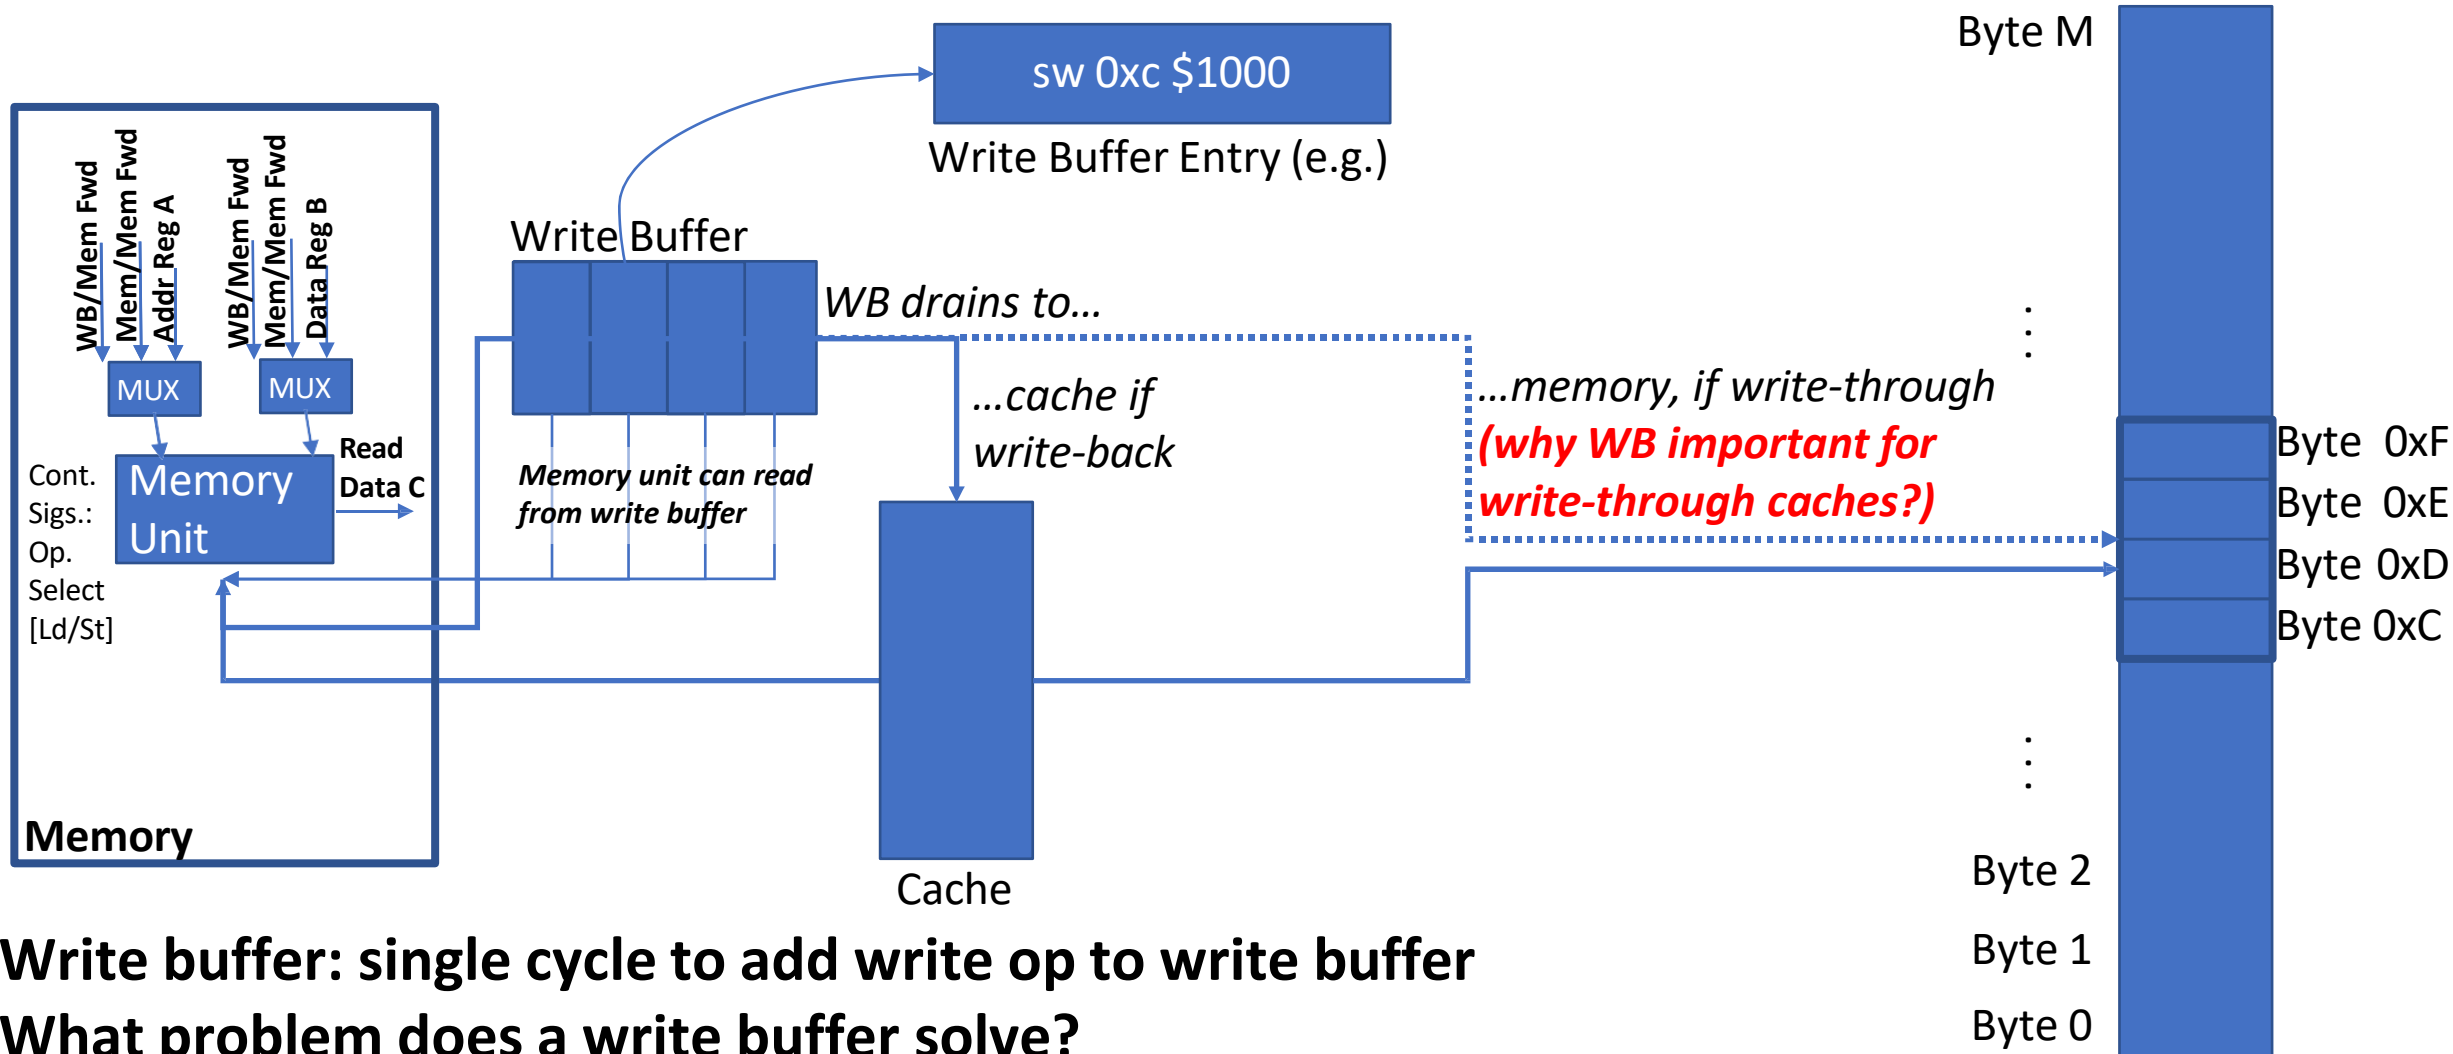 Byte M
sw 0xc $1000
Write Buffer Entry (e.g.)
WB/Mem Fwd
Mem/Mem Fwd
Addr Reg A
WB/Mem Fwd
Mem/Mem Fwd
Data Reg B
MUX
MUX
Write Buffer
WB drains to...
...cache if
write-back
...memory, if write-through
(why WB important for
write-through caches?)
Cont.
Sigs.:
Op.
Select
[Ld/St]
Memory
Unit
Read
Data C
Memory unit can read
from write buffer
Memory
Cache
Byte 0xF
Byte 0xE
Byte 0xD
Byte 0xC
Byte 2
Byte 1
Byte 0
Write buffer: single cycle to add write op to write buffer
What problem does a write buffer solve?